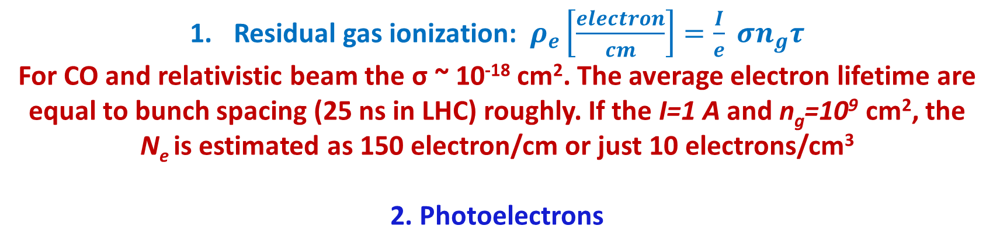 1. Residual gas ionization: ρₑ [electron/cm] = I/e σn_gτ
For CO and relativistic beam the σ ~ 10⁻¹⁸ cm². The average electron lifetime are
equal to bunch spacing (25 ns in LHC) roughly. If the I=1 A and n_g=10⁹ cm², the
Nₑ is estimated as 150 electron/cm or just 10 electrons/cm³
2. Photoelectrons